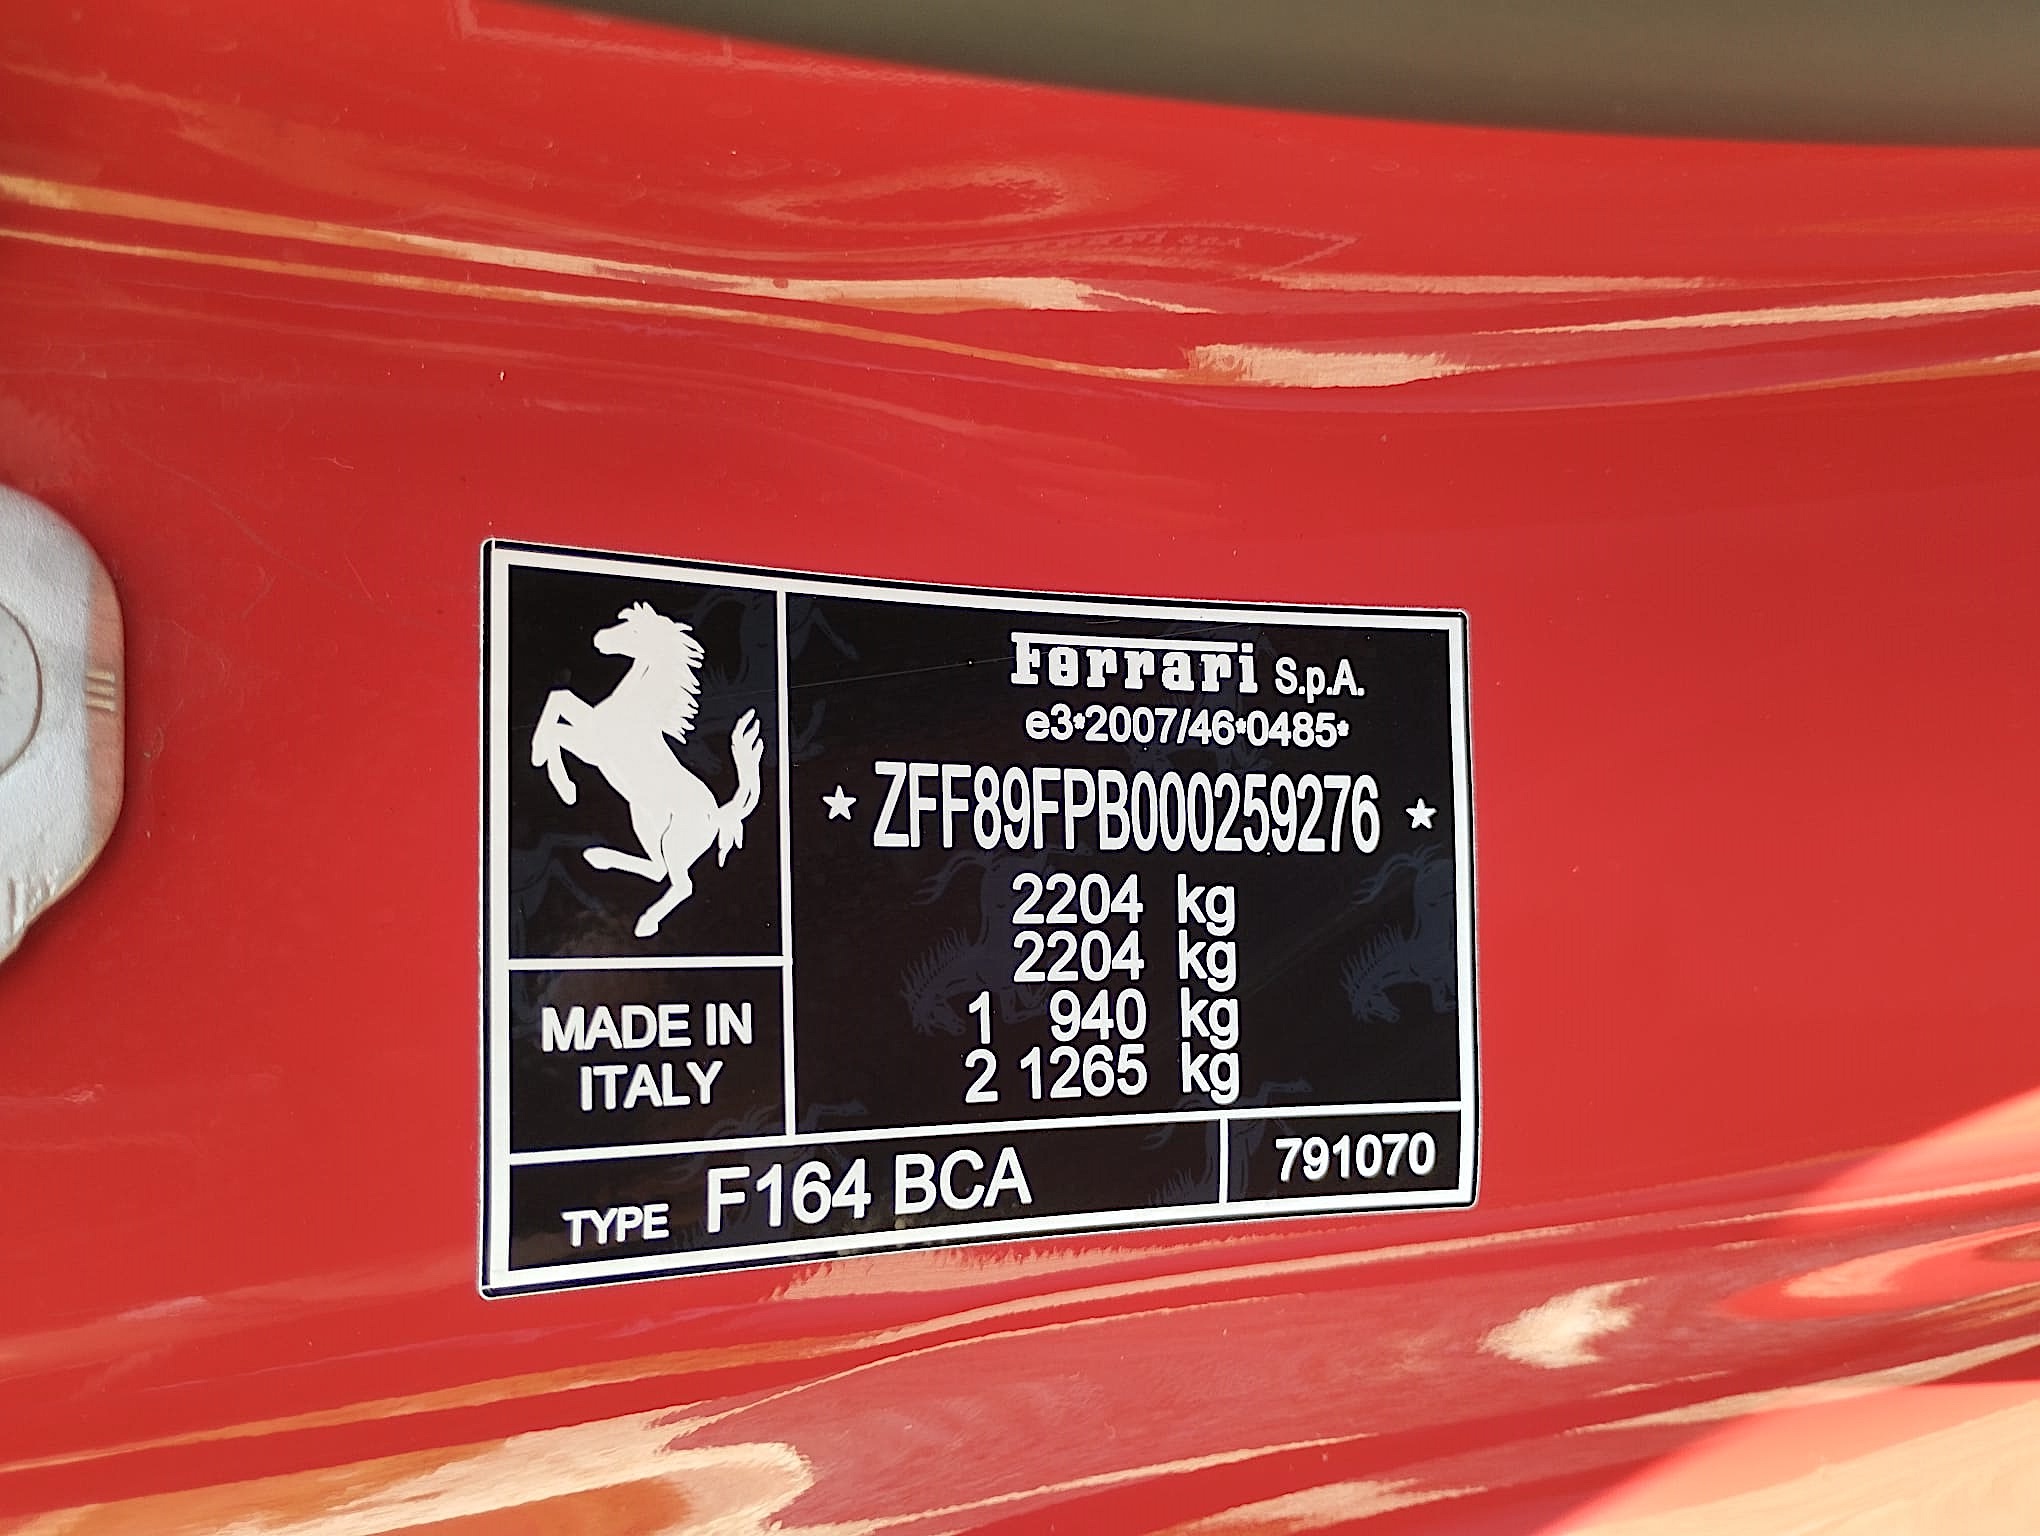 Ferrari S.p.A.
e3*2007/46*0485*
★ ZFF89FPB000259276 ★
2204 kg
2204 kg
1 940 kg
2 1265 kg
MADE IN
ITALY
TYPE F164 BCA
791070